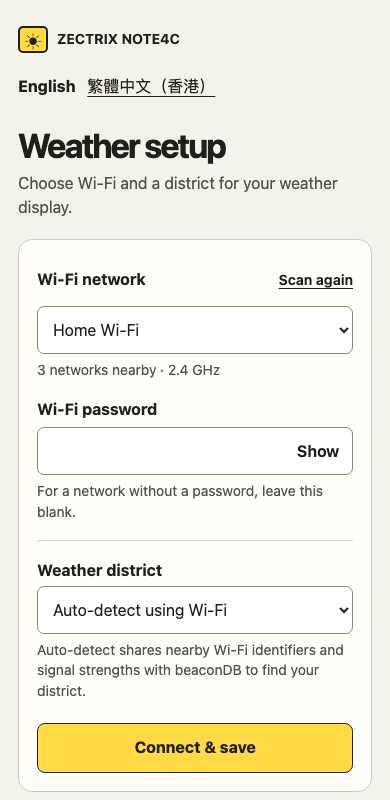 ZECTRIX NOTE4C
English 繁體中文（香港）
Weather setup
Choose Wi-Fi and a district for your weather
display.
Wi-Fi network Scan again
Home Wi-Fi
3 networks nearby · 2.4 GHz
Wi-Fi password
Show
For a network without a password, leave this
blank.
Weather district
Auto-detect using Wi-Fi
Auto-detect shares nearby Wi-Fi identifiers and
signal strengths with beaconDB to find your
district.
Connect & save